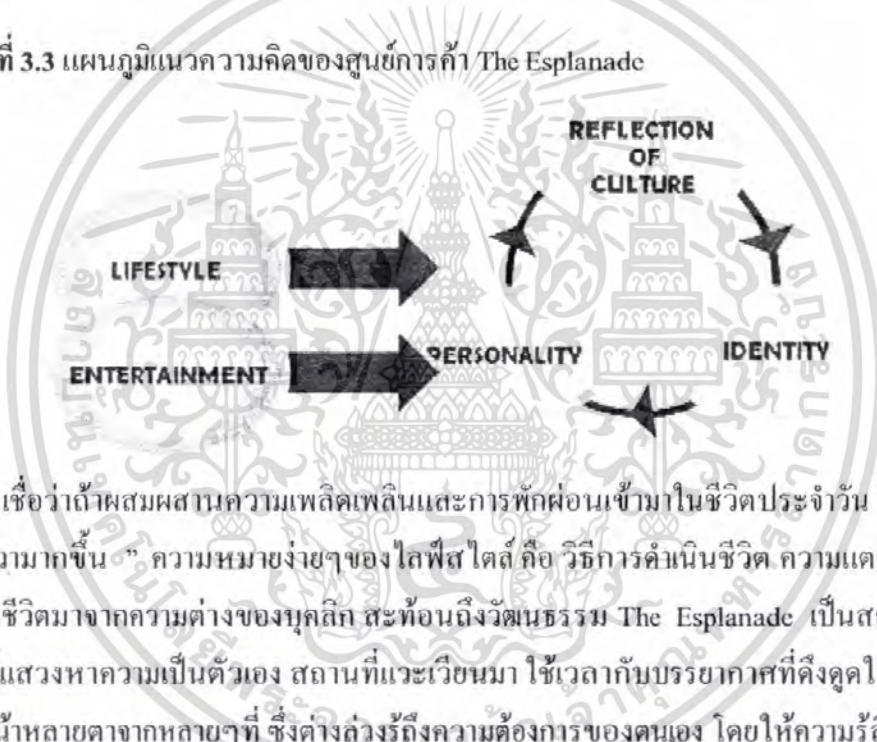 ที่ 3.3 แผนภูมิแนวความคิดของศูนย์การค้า The Esplanade
REFLECTION
OF
CULTURE
LIFESTYLE
PERSONALITY
IDENTITY
ENTERTAINMENT
เชื่อว่าถ้าผสมผสานความเพลิดเพลินและการพักผ่อนเข้ามาในชีวิตประจำวัน
มากขึ้น ” ความหมายง่ายๆของไลฟ์สไตล์ คือ วิธีการดำเนินชีวิต ความแต
ชีวิตมาจากความต่างของบุคลิก สะท้อนถึงวัฒนธรรม The Esplanade เป็นส
แสวงหาความเป็นตัวเอง สถานที่แวะเวียนมา ใช้เวลากับบรรยากาศที่ดึงดูดใ
น้าหลายตาจากหลายๆที่ ซึ่งต่างล่วงรู้ถึงความต้องการของตนเอง โดยให้ความรู้สึ